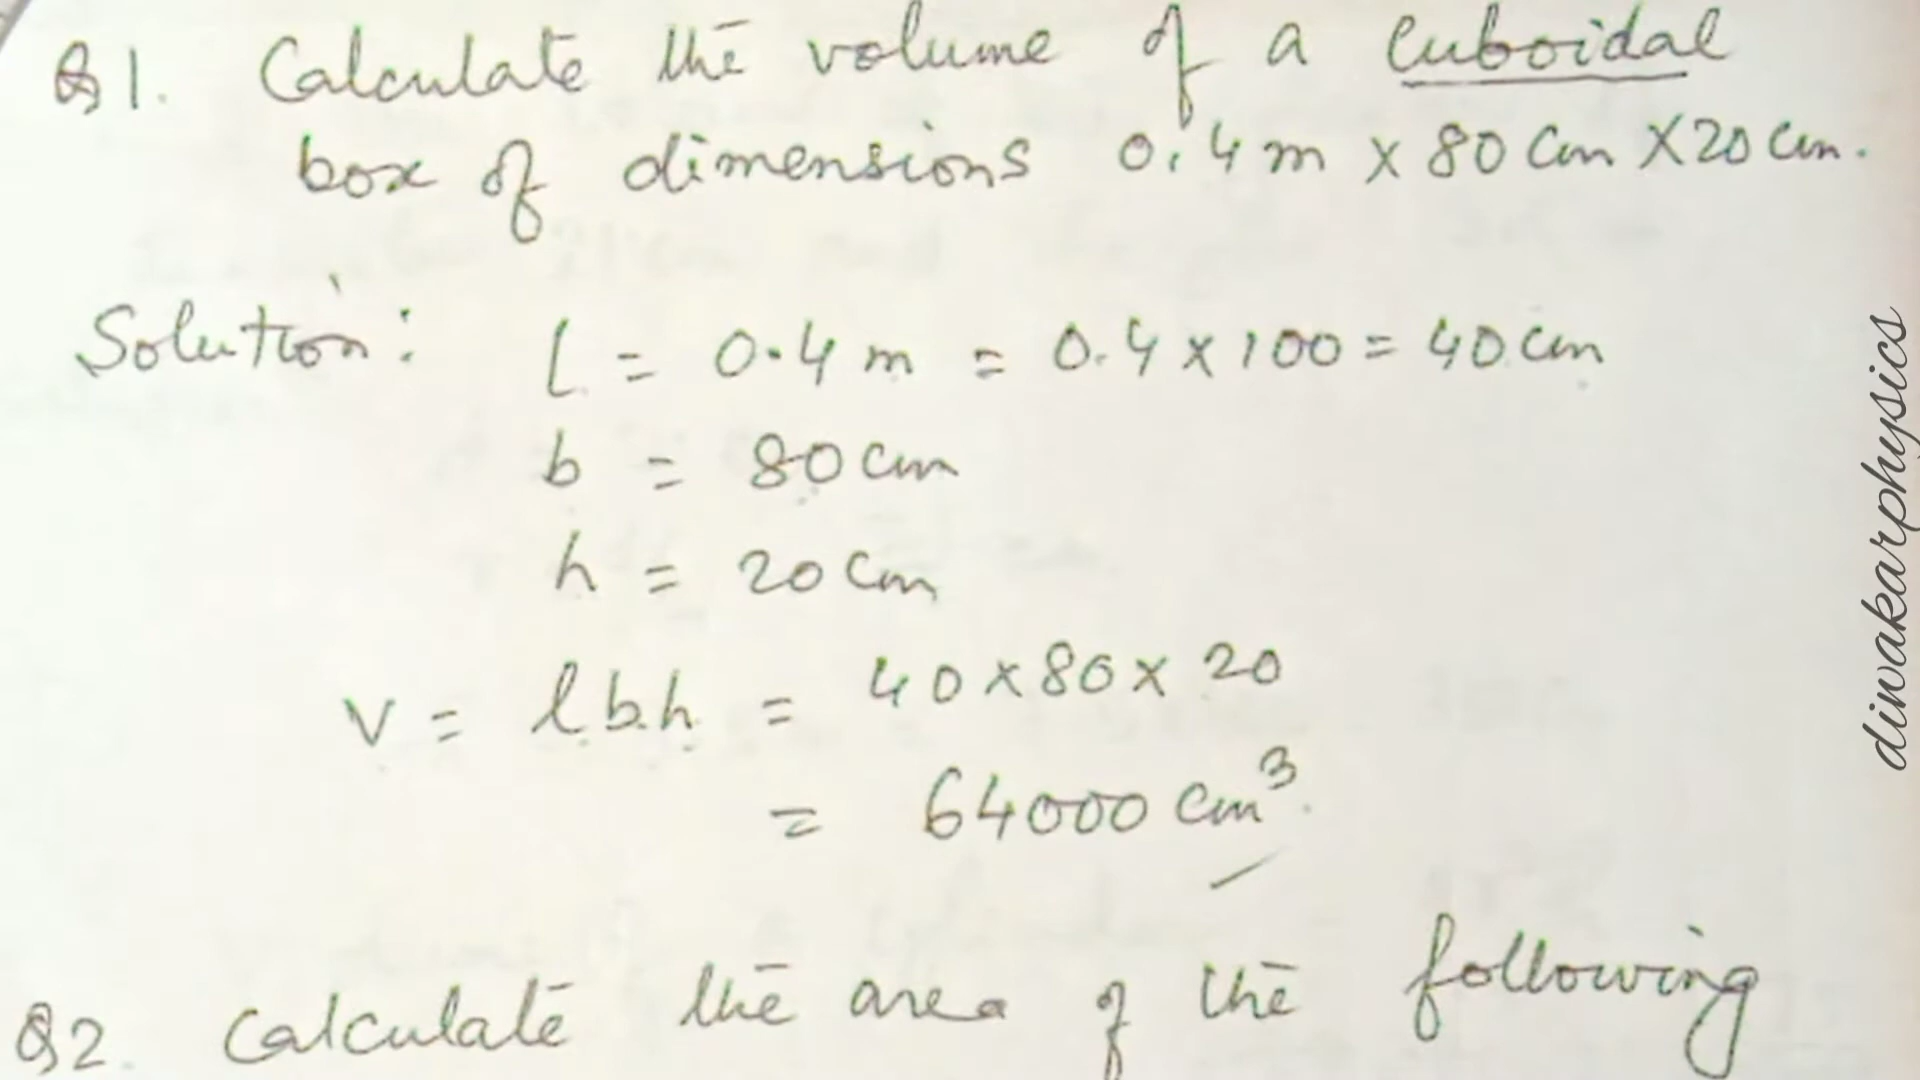 Q1. Calculate the volume of a cuboidal
box of dimensions 0.4 m × 80 cm × 20 cm.
Solution: l = 0.4 m = 0.4 × 100 = 40 cm
b = 80 cm
h = 20 cm
V = l.b.h. = 40 × 80 × 20
= 64000 cm³.
Q2. Calculate the area of the following
diwakarphysics